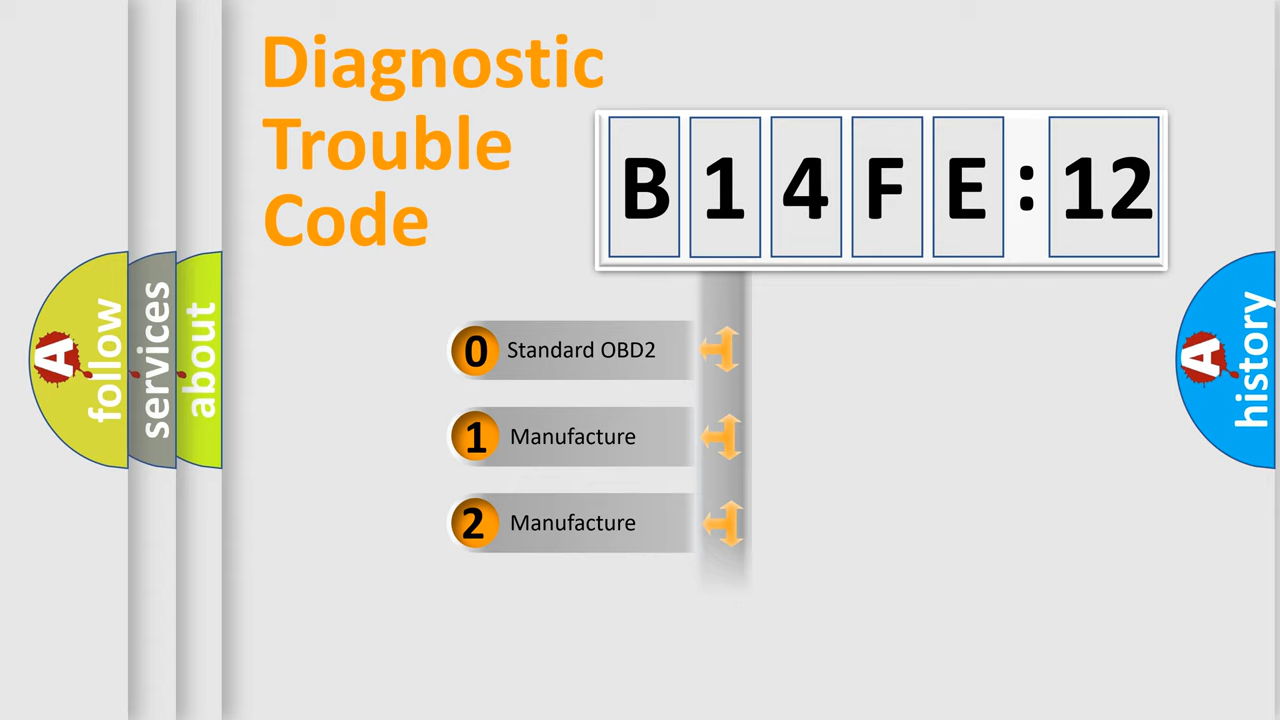 Diagnostic
Trouble
Code
B 1 4 F E : 12
0 Standard OBD2
1 Manufacture
2 Manufacture
A follow
services
about
A history